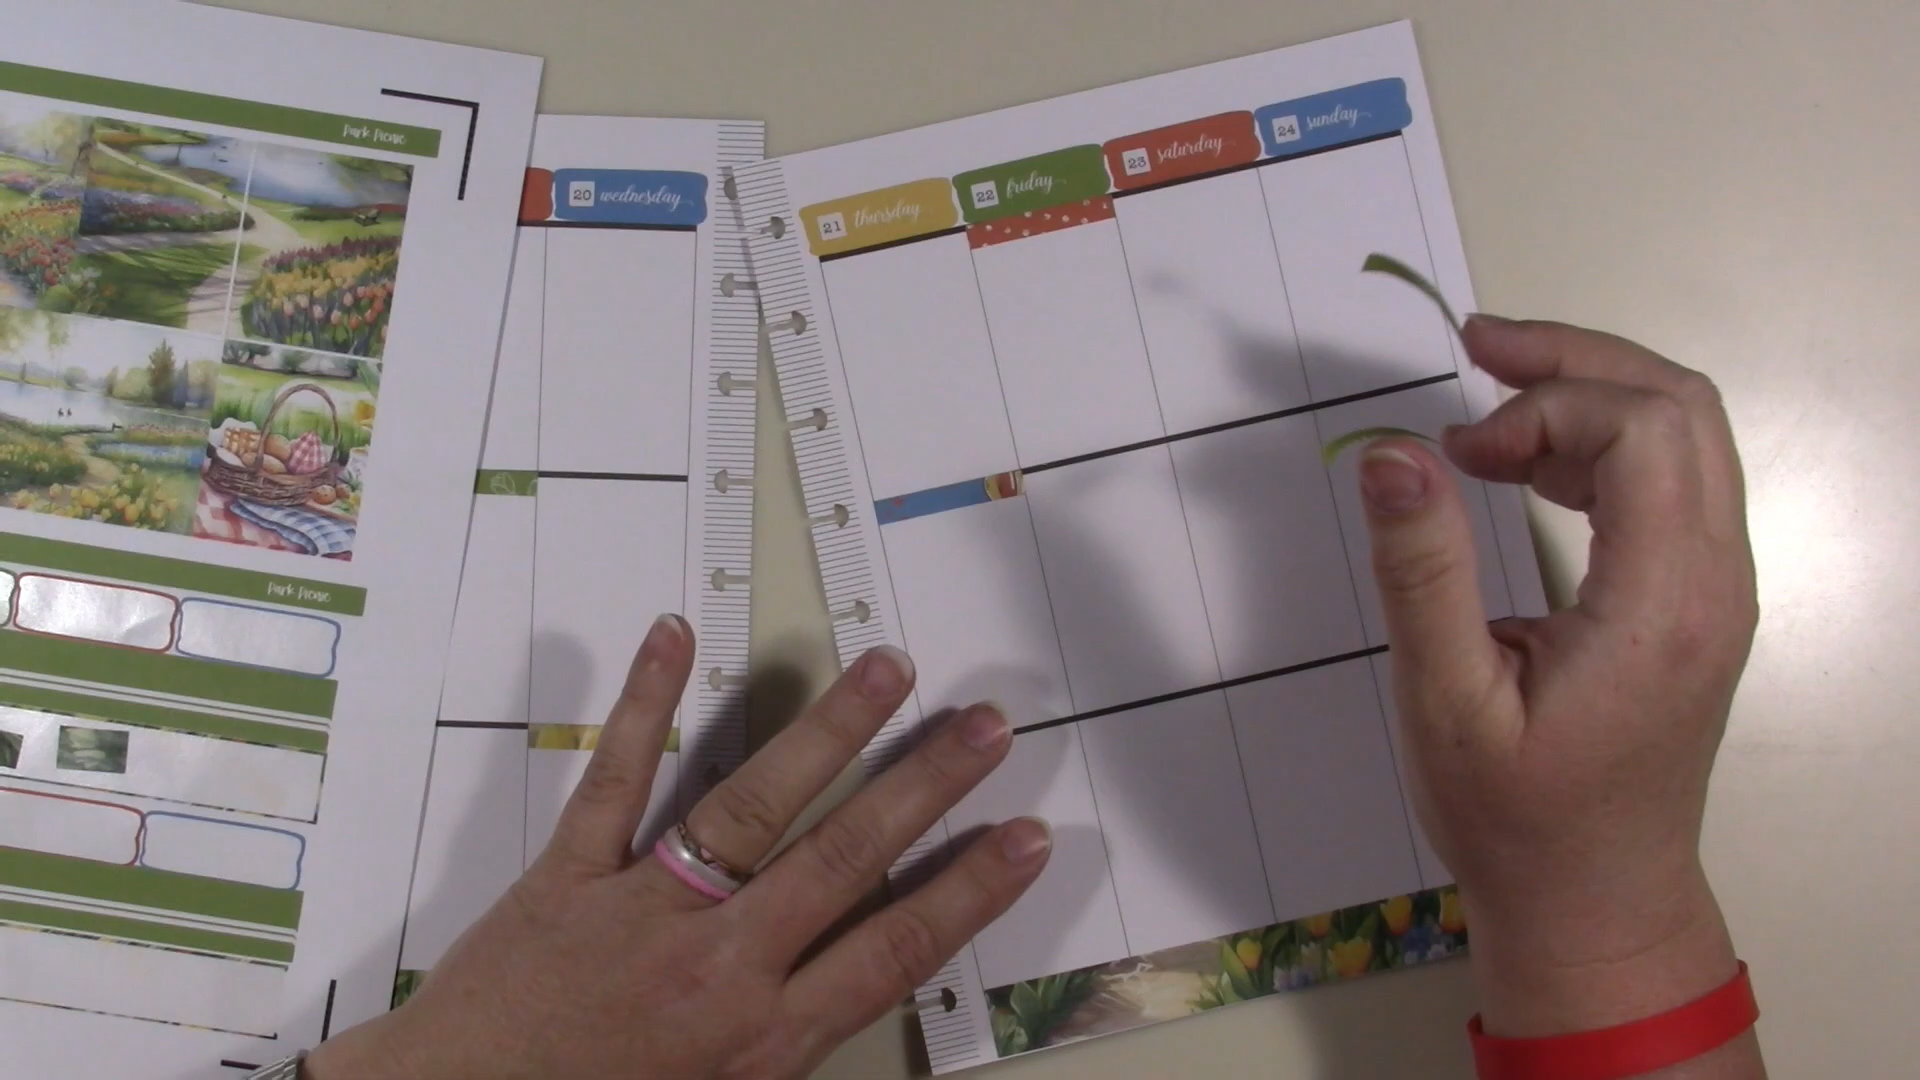 Park Picnic
Park Picnic
20 wednesday
21 thursday
22 friday
23 saturday
24 sunday